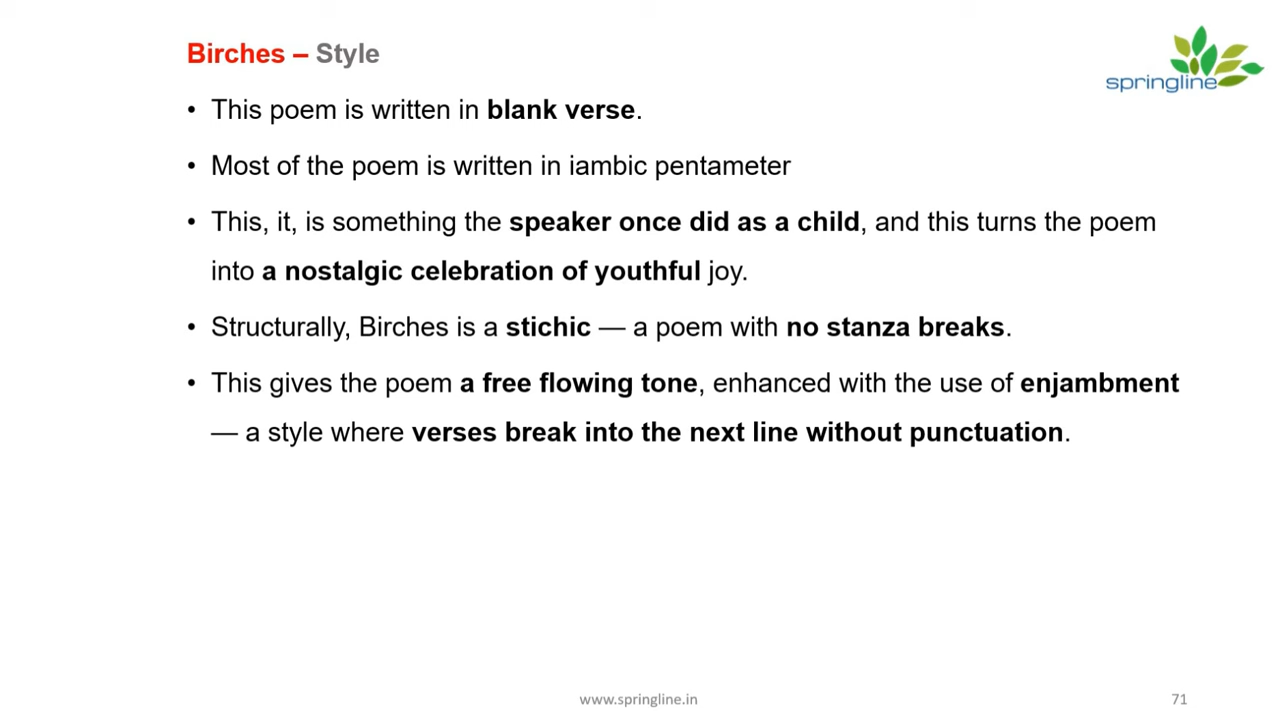 Birches – Style
springline
• This poem is written in blank verse.
• Most of the poem is written in iambic pentameter
• This, it, is something the speaker once did as a child, and this turns the poem
into a nostalgic celebration of youthful joy.
• Structurally, Birches is a stichic — a poem with no stanza breaks.
• This gives the poem a free flowing tone, enhanced with the use of enjambment
— a style where verses break into the next line without punctuation.
www.springline.in
71